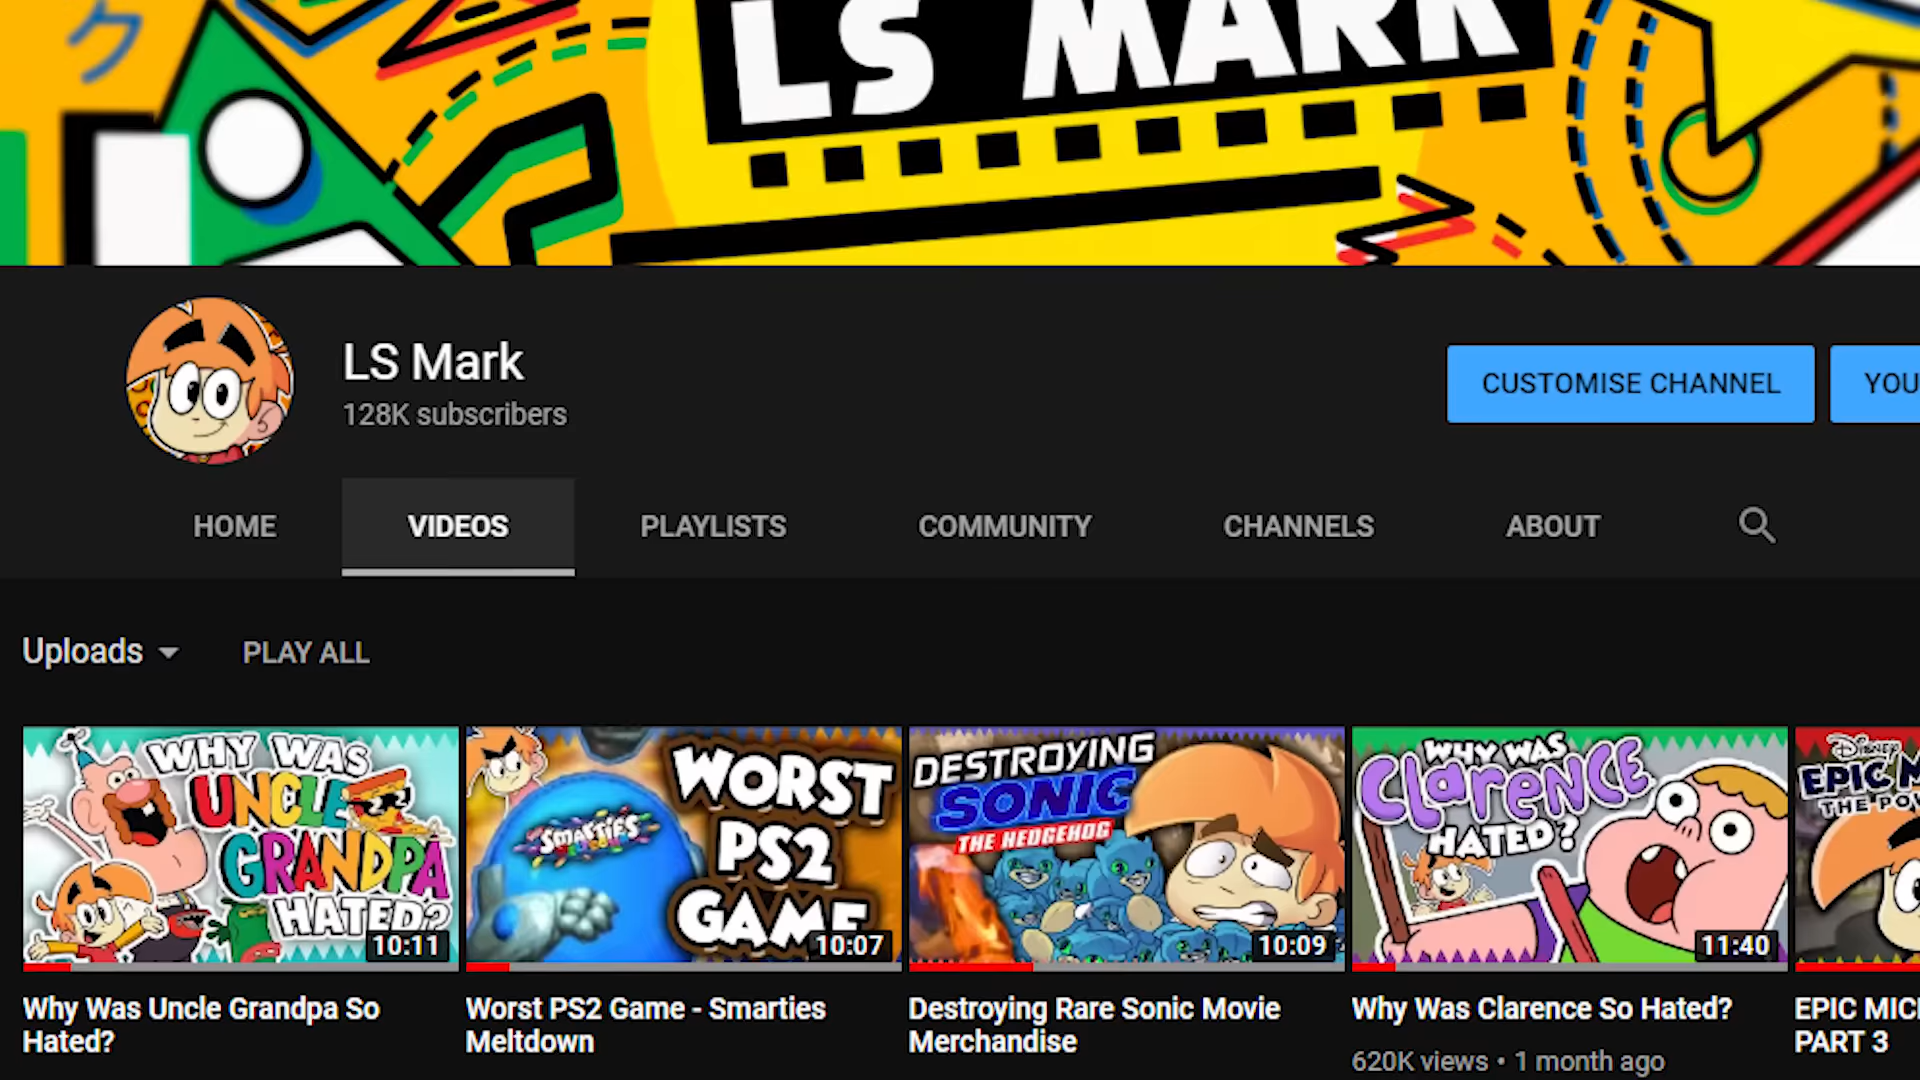 ク
LS MARK
LS Mark
128K subscribers
CUSTOMISE CHANNEL
YOU
HOME
VIDEOS
PLAYLISTS
COMMUNITY
CHANNELS
ABOUT
Uploads
PLAY ALL
WHY WAS
UNCLE
GRANDPA
HATED?
10:11
SMARTIES
WORST
PS2
GAME
10:07
DESTROYING
SONIC
THE HEDGEHOG
10:09
WHY WAS
CLARENCE
HATED?
11:40
DISNEY
EPIC M
THE POW
Why Was Uncle Grandpa So
Hated?
Worst PS2 Game - Smarties
Meltdown
Destroying Rare Sonic Movie
Merchandise
Why Was Clarence So Hated?
620K views • 1 month ago
EPIC MIC
PART 3